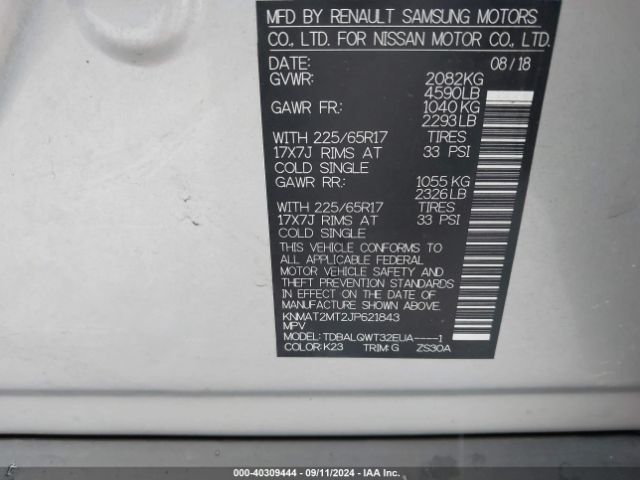 MFD BY RENAULT SAMSUNG MOTORS
CO., LTD. FOR NISSAN MOTOR CO., LTD.
DATE: 08/18
GVWR: 2082KG
4590LB
GAWR FR: 1040KG
2293LB
WITH 225/65R17 TIRES
17X7J RIMS AT 33 PSI
COLD SINGLE
GAWR RR: 1055 KG
2326LB
WITH 225/65R17 TIRES
17X7J RIMS AT 33 PSI
COLD SINGLE
THIS VEHICLE CONFORMS TO
ALL APPLICABLE FEDERAL
MOTOR VEHICLE SAFETY AND
THEFT PREVENTION STANDARDS
IN EFFECT ON THE DATE OF
MANUFACTURE SHOWN ABOVE.
KNMAT2MT2JP621843
MPV
MODEL: TDBALQWT32EUA----1
COLOR: K23 TRIM: G ZS30A
000-40309444 - 09/11/2024 - IAA Inc.